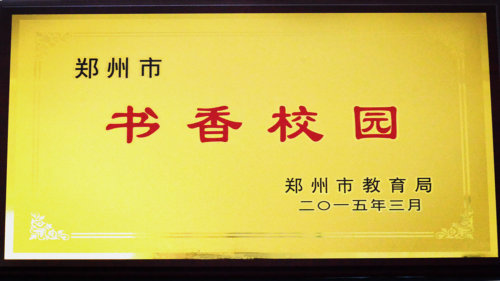 郑州市
书香校园
郑州市教育局
二〇一五年三月